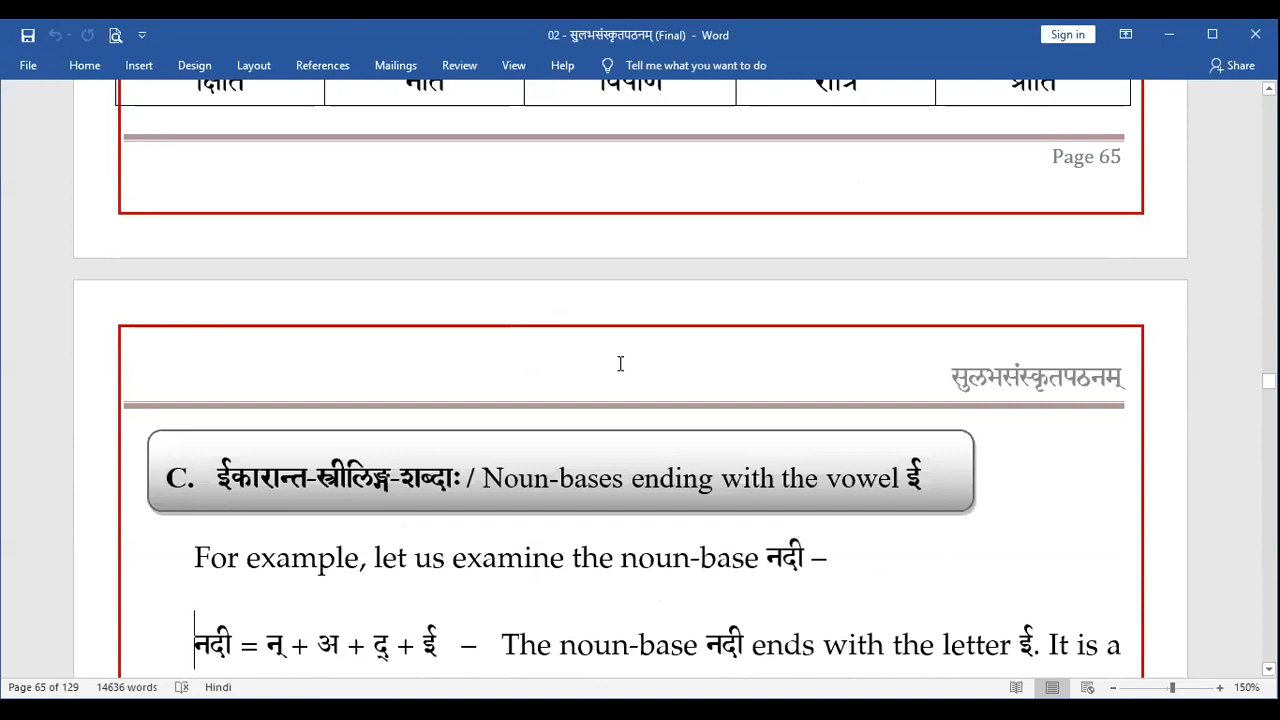 02 - सुलभसंस्कृतपठनम् (Final) - Word
Sign in
File Home Insert Design Layout References Mailings Review View Help Tell me what you want to do Share
Page 65
सुलभसंस्कृतपठनम्
C. ईकारान्त-स्त्रीलिङ्ग-शब्दाः / Noun-bases ending with the vowel ई
For example, let us examine the noun-base नदी –
नदी = न् + अ + द् + ई – The noun-base नदी ends with the letter ई. It is a
Page 65 of 129 14636 words Hindi 150%